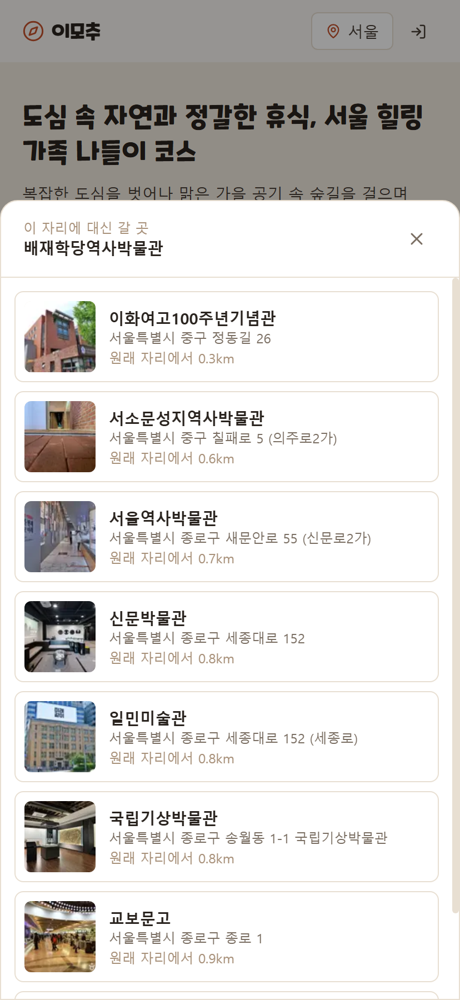 이모추
서울
도심 속 자연과 정갈한 휴식, 서울 힐링
가족 나들이 코스
복잡한 도심을 벗어나 맑은 가을 공기 속 숲길을 걸으며
이 자리에 대신 갈 곳
배재학당역사박물관
이화여고100주년기념관
서울특별시 중구 정동길 26
원래 자리에서 0.3km
서소문성지역사박물관
서울특별시 중구 칠패로 5 (의주로2가)
원래 자리에서 0.6km
서울역사박물관
서울특별시 종로구 새문안로 55 (신문로2가)
원래 자리에서 0.7km
신문박물관
서울특별시 종로구 세종대로 152
원래 자리에서 0.8km
일민미술관
서울특별시 종로구 세종대로 152 (세종로)
원래 자리에서 0.8km
국립기상박물관
서울특별시 종로구 송월동 1-1 국립기상박물관
원래 자리에서 0.8km
교보문고
서울특별시 종로구 종로 1
원래 자리에서 0.9km